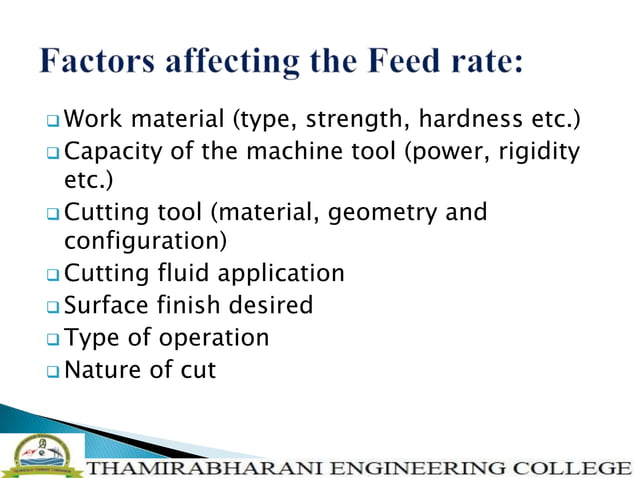 Factors affecting the Feed rate:
Work material (type, strength, hardness etc.)
Capacity of the machine tool (power, rigidity
etc.)
Cutting tool (material, geometry and
configuration)
Cutting fluid application
Surface finish desired
Type of operation
Nature of cut
THAMIRABHARANI ENGINEERING COLLEGE